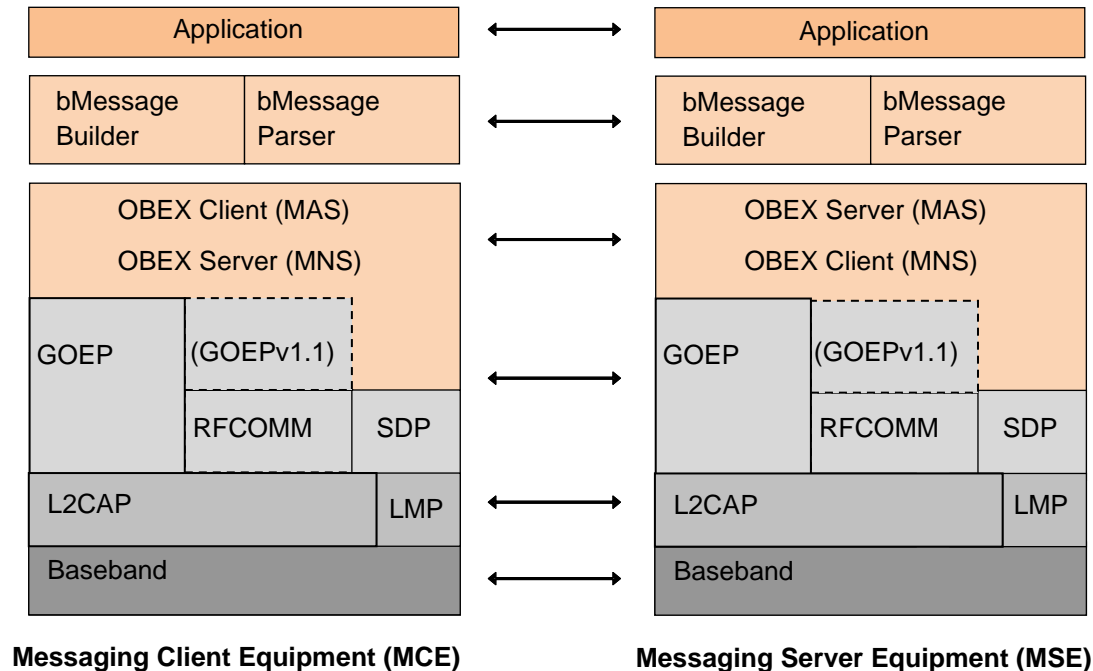 Application
bMessage
Builder
bMessage
Parser
OBEX Client (MAS)
OBEX Server (MNS)
GOEP
(GOEPv1.1)
RFCOMM
SDP
L2CAP
LMP
Baseband
Messaging Client Equipment (MCE)
Application
bMessage
Builder
bMessage
Parser
OBEX Server (MAS)
OBEX Client (MNS)
GOEP
(GOEPv1.1)
RFCOMM
SDP
L2CAP
LMP
Baseband
Messaging Server Equipment (MSE)